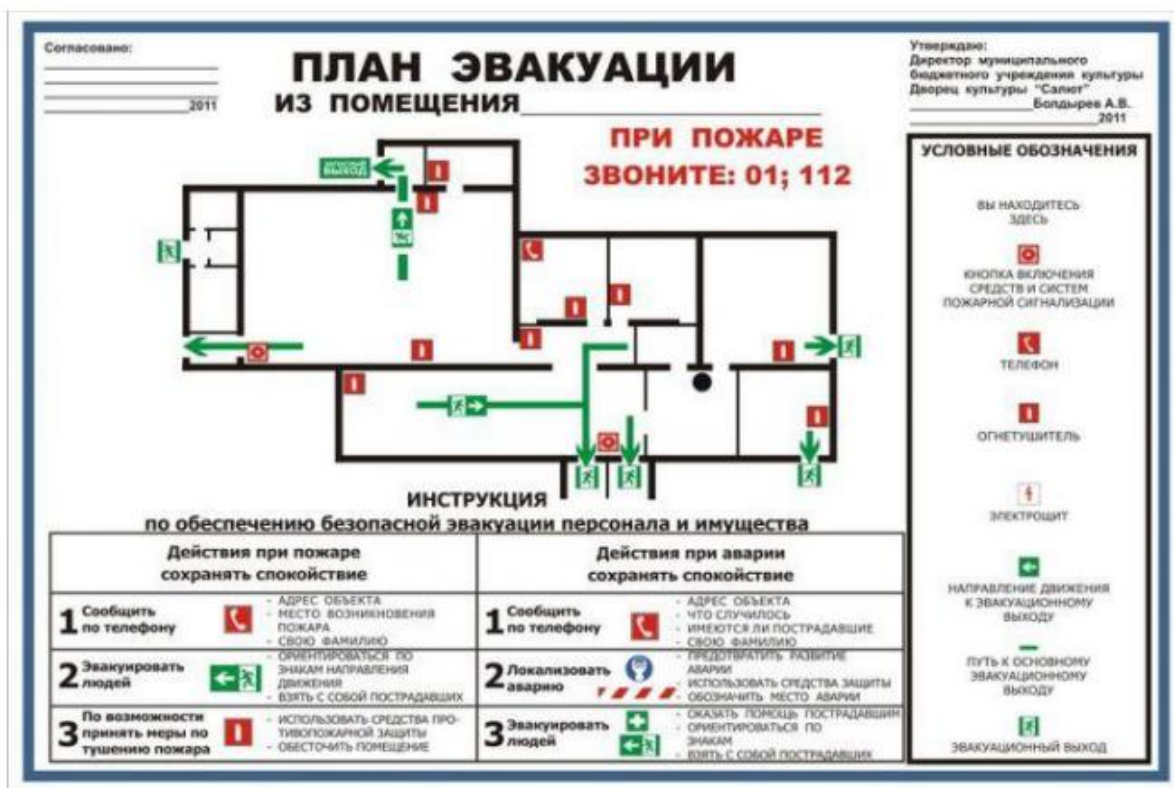 Согласовано:
2011
ПЛАН ЭВАКУАЦИИ
ИЗ ПОМЕЩЕНИЯ
Утверждаю:
Директор муниципального
бюджетного учреждения культуры
Дворец культуры "Салют"
Болдырев А.В.
2011
ПРИ ПОЖАРЕ
ЗВОНИТЕ: 01; 112
ВЫХОД
УСЛОВНЫЕ ОБОЗНАЧЕНИЯ
ВЫ НАХОДИТЕСЬ
ЗДЕСЬ
КНОПКА ВКЛЮЧЕНИЯ
СРЕДСТВ И СИСТЕМ
ПОЖАРНОЙ СИГНАЛИЗАЦИИ
ТЕЛЕФОН
ОГНЕТУШИТЕЛЬ
ЭЛЕКТРОЩИТ
НАПРАВЛЕНИЕ ДВИЖЕНИЯ
К ЭВАКУАЦИОННОМУ
ВЫХОДУ
ПУТЬ К ОСНОВНОМУ
ЭВАКУАЦИОННОМУ
ВЫХОДУ
ЭВАКУАЦИОННЫЙ ВЫХОД
ИНСТРУКЦИЯ
по обеспечению безопасной эвакуации персонала и имущества
Действия при пожаре
сохранять спокойствие
1 Сообщить
по телефону
- АДРЕС ОБЪЕКТА
- МЕСТО ВОЗНИКНОВЕНИЯ
ПОЖАРА
- СВОЮ ФАМИЛИЮ
2 Эвакуировать
людей
- ОРИЕНТИРОВАТЬСЯ ПО
ЗНАКАМ НАПРАВЛЕНИЯ
ДВИЖЕНИЯ
- ВЗЯТЬ С СОБОЙ ПОСТРАДАВШИХ
3 По возможности
принять меры по
тушению пожара
- ИСПОЛЬЗОВАТЬ СРЕДСТВА ПРО-
ТИВОПОЖАРНОЙ ЗАЩИТЫ
- ОБЕСТОЧИТЬ ПОМЕЩЕНИЕ
Действия при аварии
сохранять спокойствие
1 Сообщить
по телефону
- АДРЕС ОБЪЕКТА
- ЧТО СЛУЧИЛОСЬ
- ИМЕЮТСЯ ЛИ ПОСТРАДАВШИЕ
- СВОЮ ФАМИЛИЮ
2 Локализовать
аварию
- ПРЕДОТВРАТИТЬ РАЗВИТИЕ
АВАРИИ
- ИСПОЛЬЗОВАТЬ СРЕДСТВА ЗАЩИТЫ
- ОБОЗНАЧИТЬ МЕСТО АВАРИИ
3 Эвакуировать
людей
- ОКАЗАТЬ ПОМОЩЬ ПОСТРАДАВШИМ
- ОРИЕНТИРОВАТЬСЯ ПО
ЗНАКАМ
- ВЗЯТЬ С СОБОЙ ПОСТРАДАВШИХ